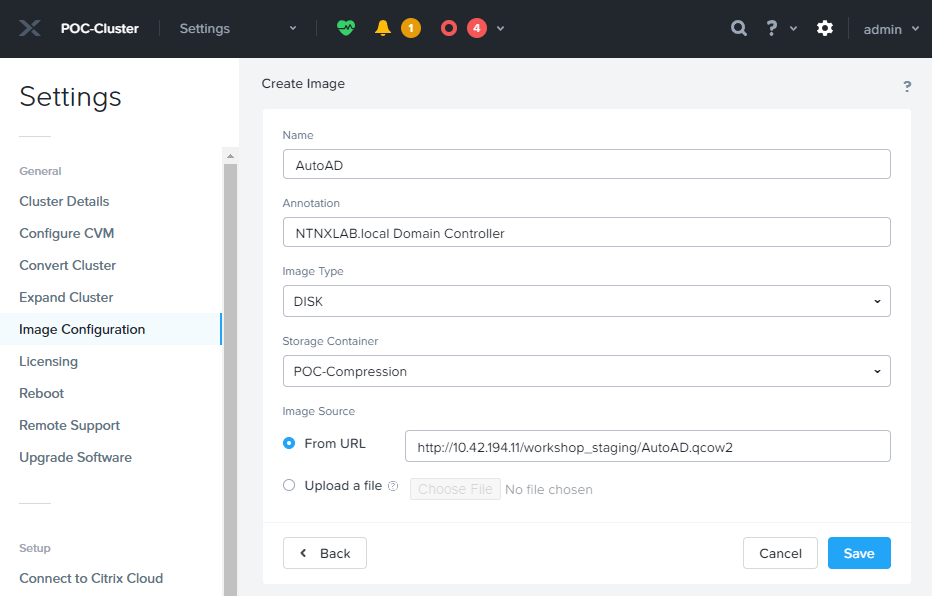 POC-Cluster Settings 1 4 ? admin
Settings
General
Cluster Details
Configure CVM
Convert Cluster
Expand Cluster
Image Configuration
Licensing
Reboot
Remote Support
Upgrade Software
Setup
Connect to Citrix Cloud
Create Image ?
Name
AutoAD
Annotation
NTNXLAB.local Domain Controller
Image Type
DISK
Storage Container
POC-Compression
Image Source
From URL http://10.42.194.11/workshop_staging/AutoAD.qcow2
Upload a file ? Choose File No file chosen
Back Cancel Save